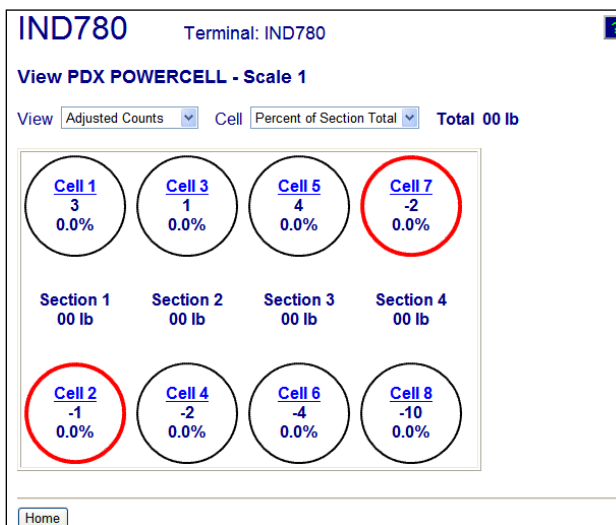 IND780 Terminal: IND780 ?
View PDX POWERCELL - Scale 1
View Adjusted Counts Cell Percent of Section Total Total 00 lb
Cell 1 Cell 3 Cell 5 Cell 7
3 1 4 -2
0.0% 0.0% 0.0% 0.0%
Section 1 Section 2 Section 3 Section 4
00 lb 00 lb 00 lb 00 lb
Cell 2 Cell 4 Cell 6 Cell 8
-1 -2 -4 -10
0.0% 0.0% 0.0% 0.0%
Home